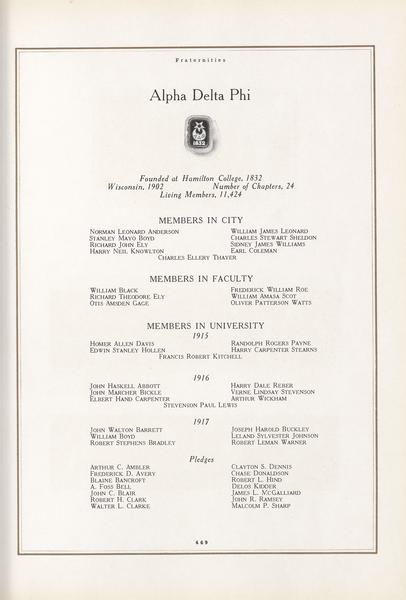 Fraternities
Alpha Delta Phi
1832
Founded at Hamilton College, 1832
Wisconsin, 1902 Number of Chapters, 24
Living Members, 11,424
MEMBERS IN CITY
NORMAN LEONARD ANDERSON WILLIAM JAMES LEONARD
STANLEY MAYO BOYD CHARLES STEWART SHELDON
RICHARD JOHN ELY SIDNEY JAMES WILLIAMS
HARRY NEIL KNOWLTON EARL COLEMAN
CHARLES ELLERY THAYER
MEMBERS IN FACULTY
WILLIAM BLACK FREDERICK WILLIAM ROE
RICHARD THEODORE ELY WILLIAM AMASA SCOT
OTIS AMSDEN GAGE OLIVER PATTERSON WATTS
MEMBERS IN UNIVERSITY
1915
HOMER ALLEN DAVIS RANDOLPH ROGERS PAYNE
EDWIN STANLEY HOLLEN HARRY CARPENTER STEARNS
FRANCIS ROBERT KITCHELL
1916
JOHN HASKELL ABBOTT HARRY DALE REBER
JOHN MARCHER BICKLE VERNE LINDSAY STEVENSON
ELBERT HAND CARPENTER ARTHUR WICKHAM
STEVENSON PAUL LEWIS
1917
JOHN WALTON BARRETT JOSEPH HAROLD BUCKLEY
WILLIAM BOYD LELAND SYLVESTER JOHNSON
ROBERT STEPHENS BRADLEY ROBERT LEMAN WARNER
Pledges
ARTHUR C. AMBLER CLAYTON S. DENNIS
FREDERICK D. AVERY CHASE DONALDSON
BLAINE BANCROFT ROBERT L. HIND
A. FOSS BELL DELOS KIDDER
JOHN C. BLAIR JAMES L. McGALLIARD
ROBERT H. CLARK JOHN R. RAMSEY
WALTER L. CLARKE MALCOLM P. SHARP
449